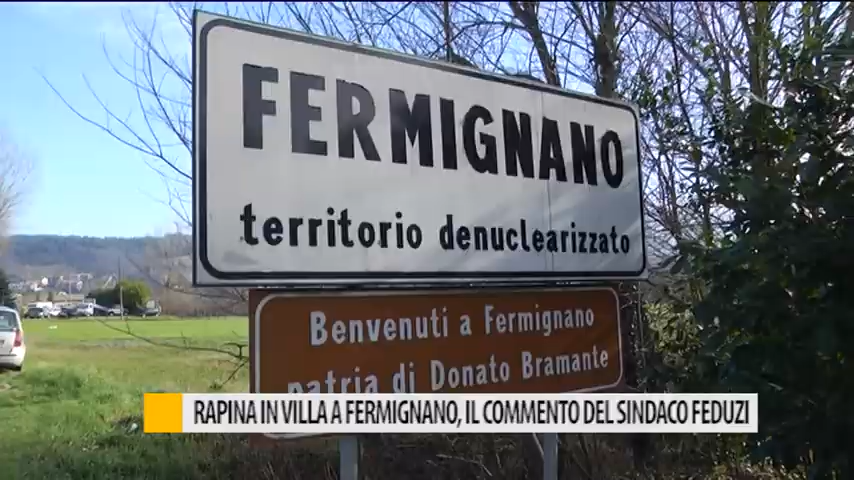 FERMIGNANO
territorio denuclearizzato
Benvenuti a Fermignano
patria di Donato Bramante
RAPINA IN VILLA A FERMIGNANO, IL COMMENTO DEL SINDACO FEDUZI